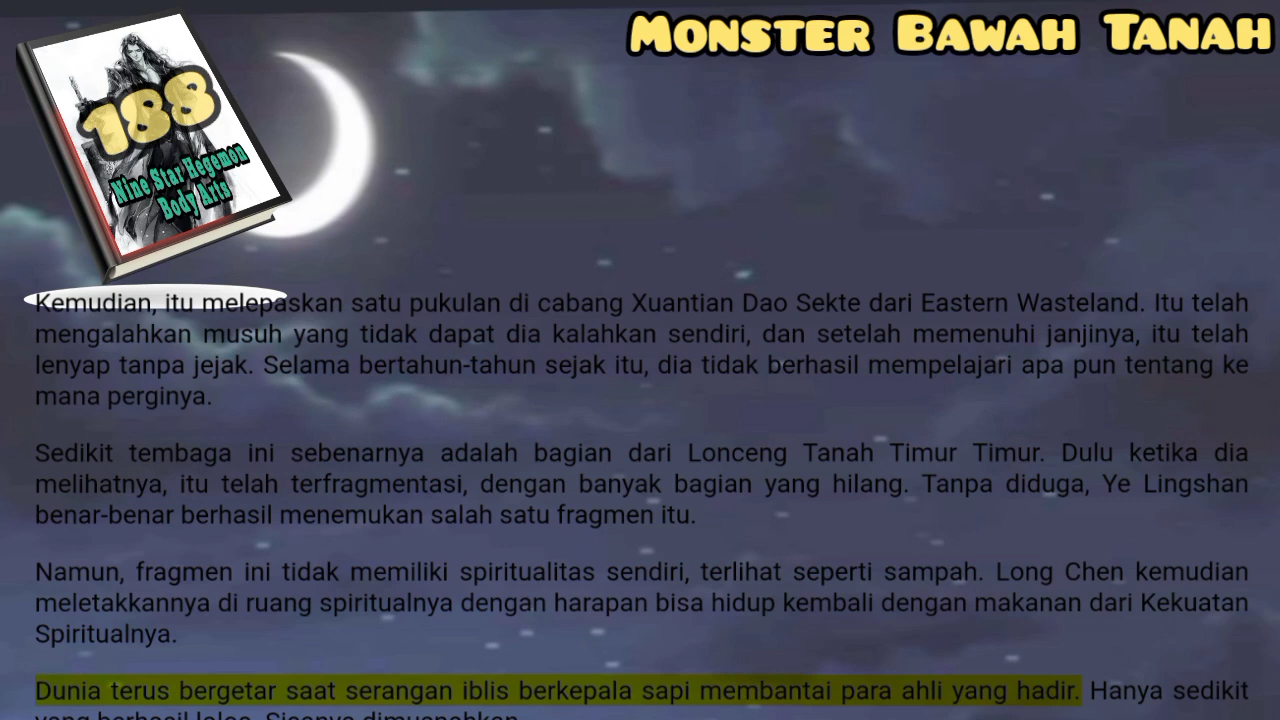 Monster Bawah Tanah
188
Nine Star Hegemon
Body Arts
Kemudian, itu melepaskan satu pukulan di cabang Xuantian Dao Sekte dari Eastern Wasteland. Itu telah
mengalahkan musuh yang tidak dapat dia kalahkan sendiri, dan setelah memenuhi janjinya, itu telah
lenyap tanpa jejak. Selama bertahun-tahun sejak itu, dia tidak berhasil mempelajari apa pun tentang ke
mana perginya.
Sedikit tembaga ini sebenarnya adalah bagian dari Lonceng Tanah Timur Timur. Dulu ketika dia
melihatnya, itu telah terfragmentasi, dengan banyak bagian yang hilang. Tanpa diduga, Ye Lingshan
benar-benar berhasil menemukan salah satu fragmen itu.
Namun, fragmen ini tidak memiliki spiritualitas sendiri, terlihat seperti sampah. Long Chen kemudian
meletakkannya di ruang spiritualnya dengan harapan bisa hidup kembali dengan makanan dari Kekuatan
Spiritualnya.
Dunia terus bergetar saat serangan iblis berkepala sapi membantai para ahli yang hadir. Hanya sedikit
yang berhasil lolos. Sisanya dimusnahkan.